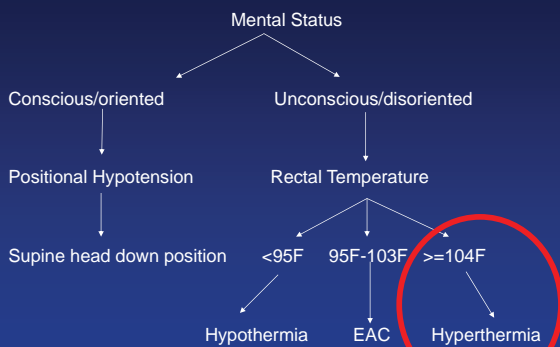 Mental Status
Conscious/oriented Unconscious/disoriented
Positional Hypotension Rectal Temperature
Supine head down position <95F 95F-103F >=104F
Hypothermia EAC Hyperthermia